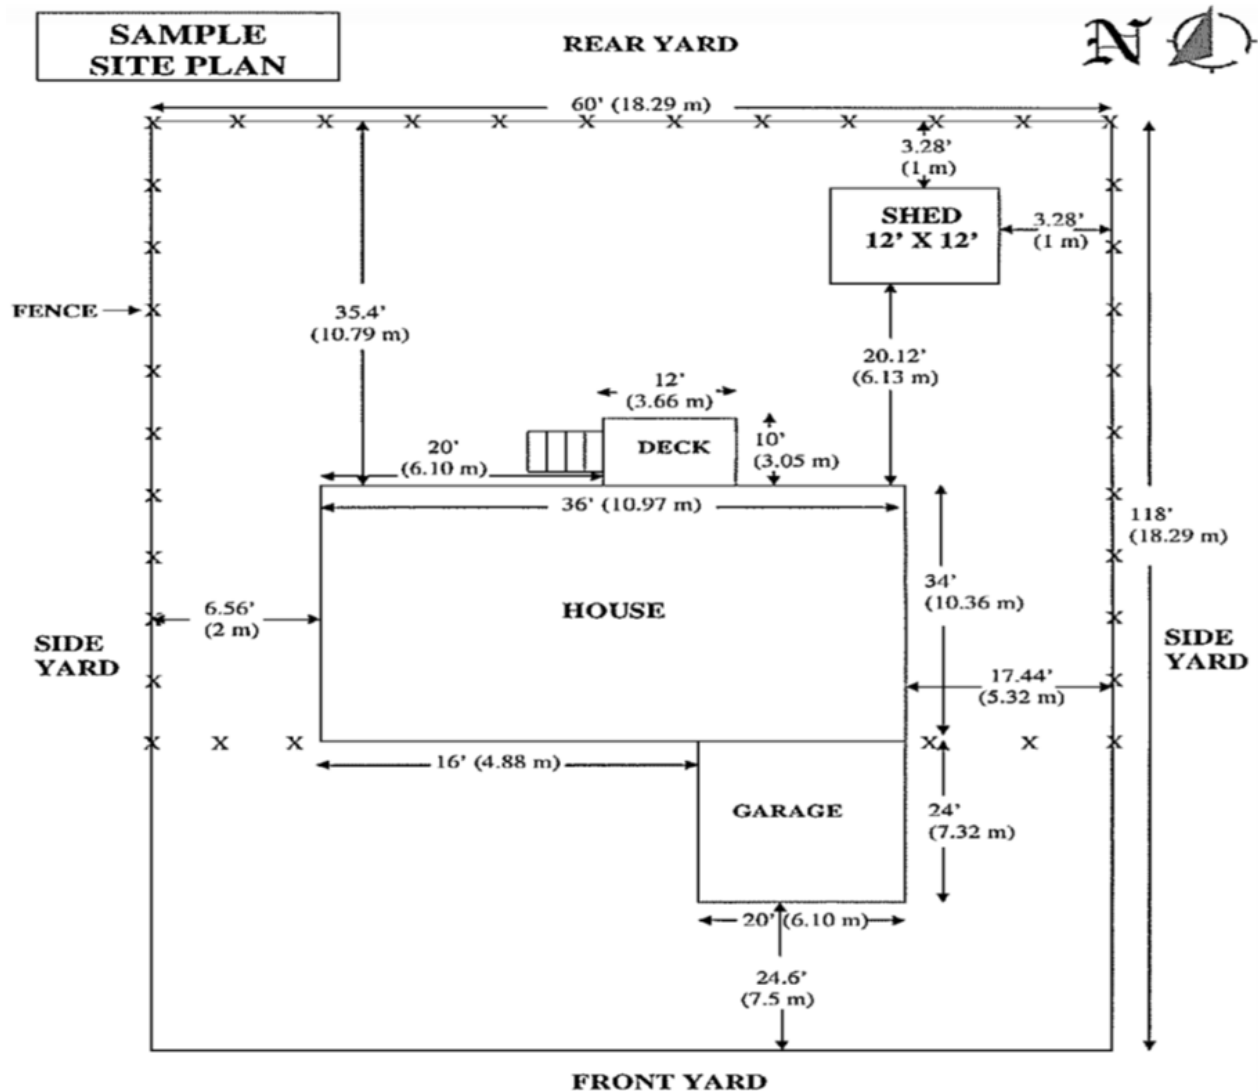 SAMPLE
SITE PLAN
REAR YARD
N
60’ (18.29 m)
3.28’
(1 m)
SHED
12’ X 12’
3.28’
(1 m)
FENCE
35.4’
(10.79 m)
20.12’
(6.13 m)
12’
(3.66 m)
DECK
10’
(3.05 m)
20’
(6.10 m)
36’ (10.97 m)
118’
(18.29 m)
HOUSE
34’
(10.36 m)
6.56’
(2 m)
SIDE
YARD
SIDE
YARD
17.44’
(5.32 m)
16’ (4.88 m)
GARAGE
24’
(7.32 m)
20’ (6.10 m)
24.6’
(7.5 m)
FRONT YARD